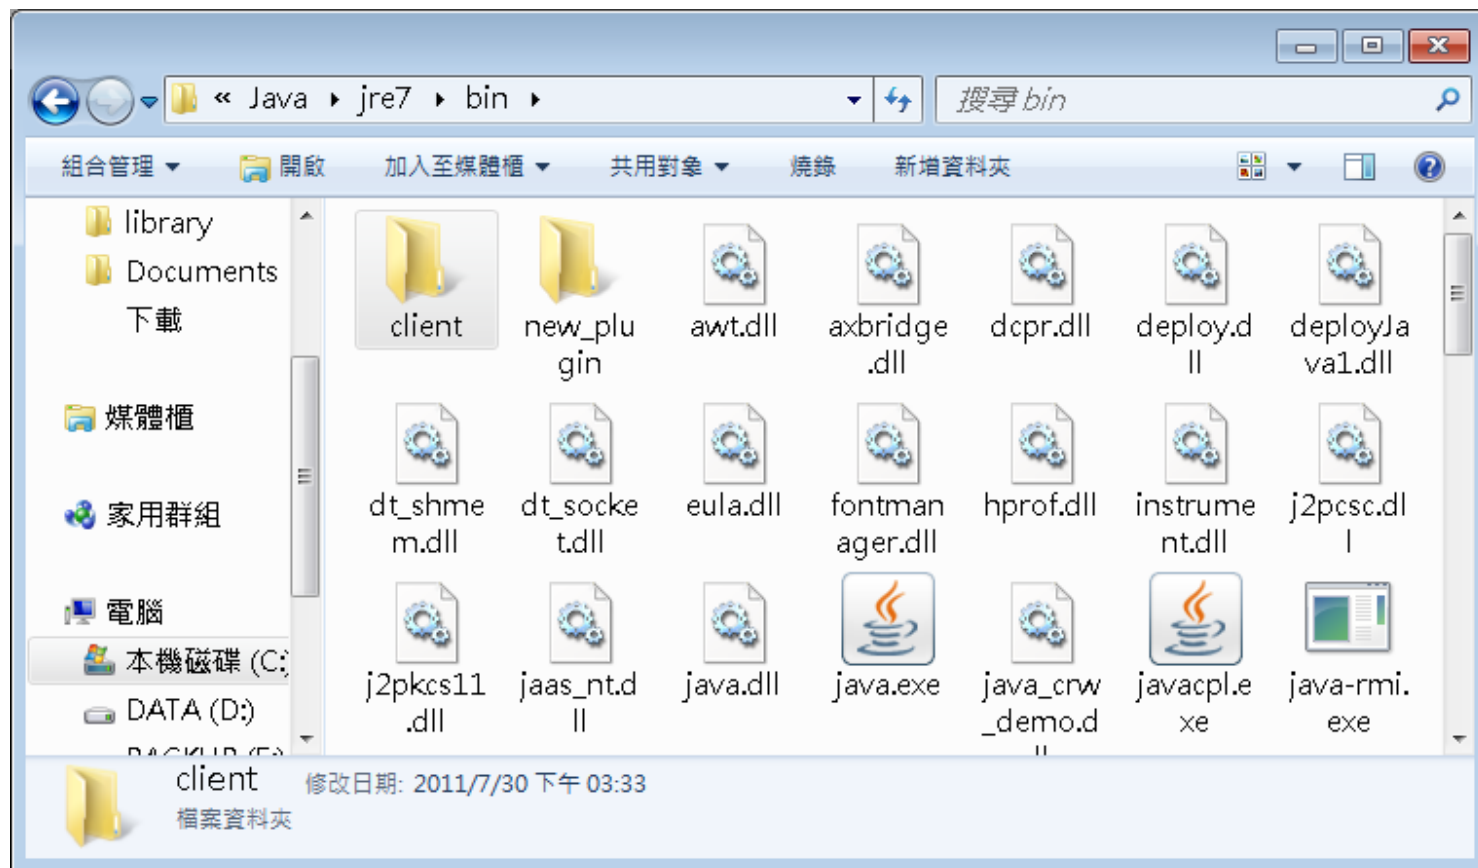 « Java ▸ jre7 ▸ bin ▸
搜尋 bin
組合管理 開啟 加入至媒體櫃 共用對象 燒錄 新增資料夾
library
Documents
下載
媒體櫃
家用群組
電腦
本機磁碟 (C:)
DATA (D:)
client
new_plu
gin
awt.dll
axbridge
.dll
dcpr.dll
deploy.d
ll
deployJa
va1.dll
dt_shme
m.dll
dt_socke
t.dll
eula.dll
fontman
ager.dll
hprof.dll
instrume
nt.dll
j2pcsc.dl
l
j2pkcs11
.dll
jaas_nt.d
ll
java.dll
java.exe
java_crw
_demo.d
ll
javacpl.e
xe
java-rmi.
exe
client 修改日期: 2011/7/30 下午 03:33
檔案資料夾